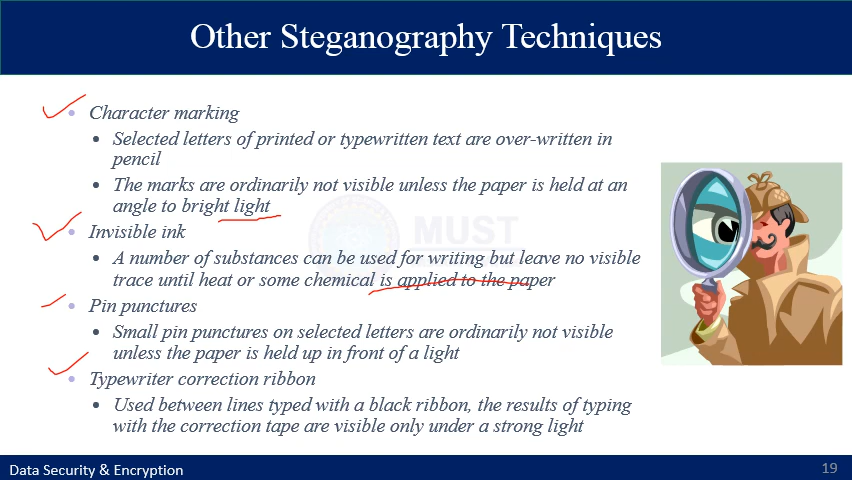 Other Steganography Techniques
• Character marking
• Selected letters of printed or typewritten text are over-written in
pencil
• The marks are ordinarily not visible unless the paper is held at an
angle to bright light
• Invisible ink
• A number of substances can be used for writing but leave no visible
trace until heat or some chemical is applied to the paper
• Pin punctures
• Small pin punctures on selected letters are ordinarily not visible
unless the paper is held up in front of a light
• Typewriter correction ribbon
• Used between lines typed with a black ribbon, the results of typing
with the correction tape are visible only under a strong light
MUST
Data Security & Encryption
19